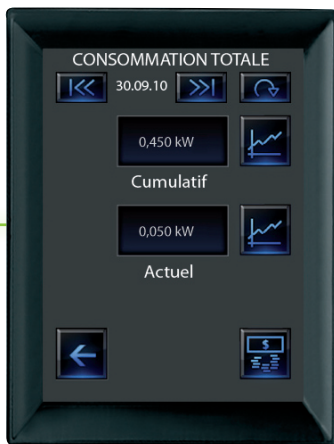 CONSOMMATION TOTALE
30.09.10
0,450 kW
Cumulatif
0,050 kW
Actuel
$